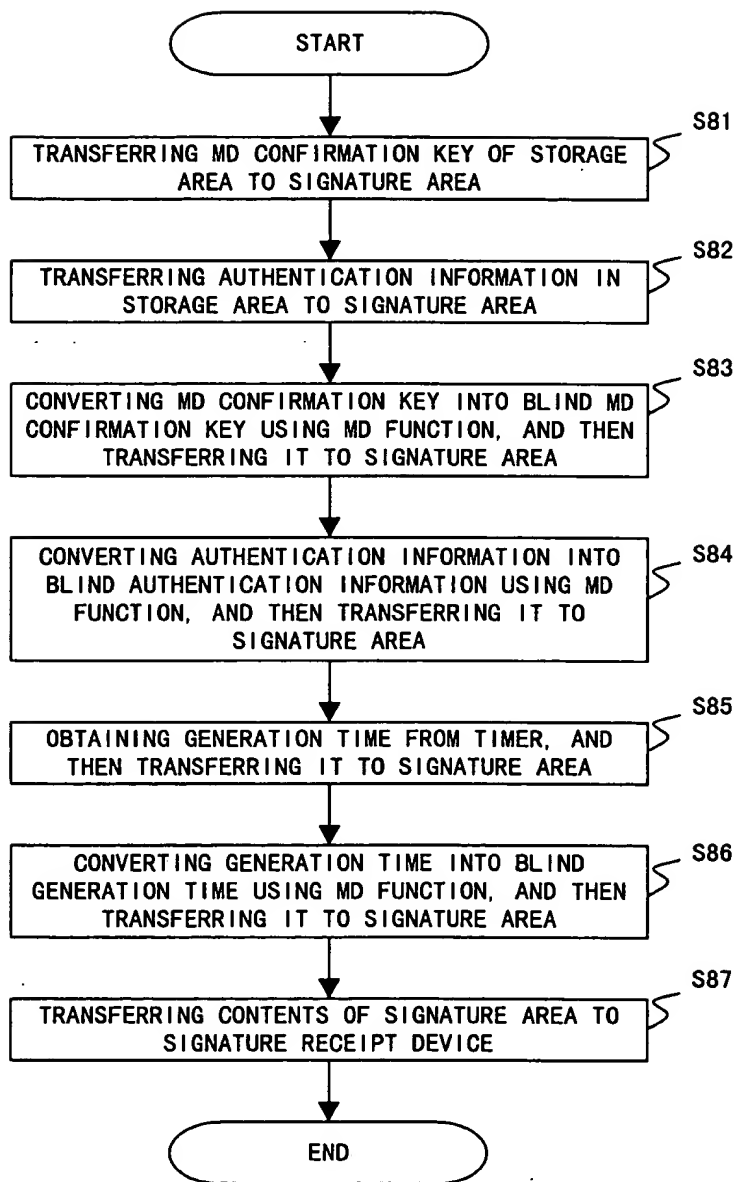 START
S81
TRANSFERRING MD CONFIRMATION KEY OF STORAGE
AREA TO SIGNATURE AREA
S82
TRANSFERRING AUTHENTICATION INFORMATION IN
STORAGE AREA TO SIGNATURE AREA
S83
CONVERTING MD CONFIRMATION KEY INTO BLIND MD
CONFIRMATION KEY USING MD FUNCTION, AND THEN
TRANSFERRING IT TO SIGNATURE AREA
S84
CONVERTING AUTHENTICATION INFORMATION INTO
BLIND AUTHENTICATION INFORMATION USING MD
FUNCTION, AND THEN TRANSFERRING IT TO
SIGNATURE AREA
S85
OBTAINING GENERATION TIME FROM TIMER, AND
THEN TRANSFERRING IT TO SIGNATURE AREA
S86
CONVERTING GENERATION TIME INTO BLIND
GENERATION TIME USING MD FUNCTION, AND THEN
TRANSFERRING IT TO SIGNATURE AREA
S87
TRANSFERRING CONTENTS OF SIGNATURE AREA TO
SIGNATURE RECEIPT DEVICE
END